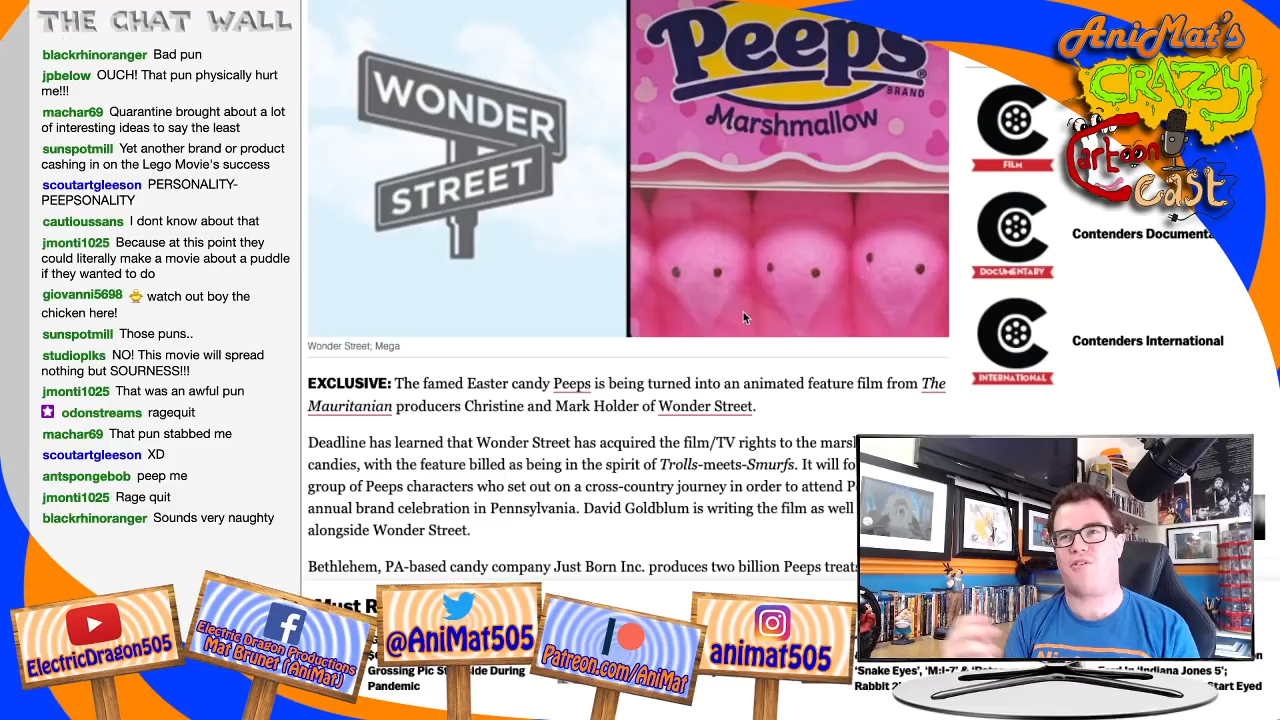 THE CHAT WALL
blackrhinoranger Bad pun
jpbelow OUCH! That pun physically hurt
me!!!
machar69 Quarantine brought about a lot
of interesting ideas to say the least
sunspotmill Yet another brand or product
cashing in on the Lego Movie's success
scoutartgleeson PERSONALITY-
PEEPSONALITY
cautioussans I dont know about that
jmonti1025 Because at this point they
could literally make a movie about a puddle
if they wanted to do
giovanni5698 watch out boy the
chicken here!
sunspotmill Those puns..
studioplks NO! This movie will spread
nothing but SOURNESS!!!
jmonti1025 That was an awful pun
odonstreams ragequit
machar69 That pun stabbed me
scoutartgleeson XD
antspongebob peep me
jmonti1025 Rage quit
blackrhinoranger Sounds very naughty
WONDER
STREET
Peeps
BRAND
Marshmallow
Wonder Street; Mega
EXCLUSIVE: The famed Easter candy Peeps is being turned into an animated feature film from The
Mauritanian producers Christine and Mark Holder of Wonder Street.
Deadline has learned that Wonder Street has acquired the film/TV rights to the
candies, with the feature billed as being in the spirit of Trolls-meets-Smurfs. It will
group of Peeps characters who set out on a cross-country journey in order to attend
annual brand celebration in Pennsylvania. David Goldblum is writing the film as well
alongside Wonder Street.
Bethlehem, PA-based candy company Just Born Inc. produces two billion Peeps
AniMat's
CRAZY
Cartoon
Cast
FILM
DOCUMENTARY
Contenders
INTERNATIONAL
Contenders International
ElectricDragon505
Electric Dragon Productions
Mat Brunet (AniMat)
@AniMat505
Patreon.com/AniMat
animat505
Must
Grossing Pic
During
Pandemic
'Snake Eyes', 'M:I-7' &
'Indiana Jones 5';
Rabbit
Eyed